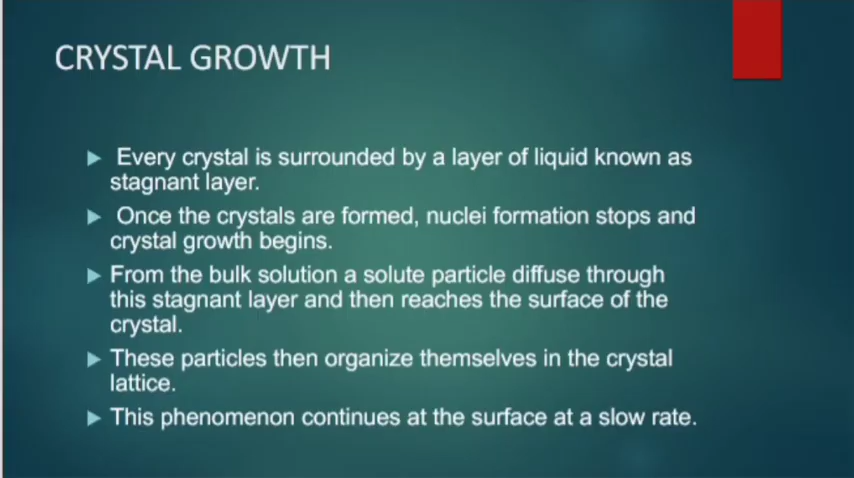 CRYSTAL GROWTH
Every crystal is surrounded by a layer of liquid known as
stagnant layer.
Once the crystals are formed, nuclei formation stops and
crystal growth begins.
From the bulk solution a solute particle diffuse through
this stagnant layer and then reaches the surface of the
crystal.
These particles then organize themselves in the crystal
lattice.
This phenomenon continues at the surface at a slow rate.